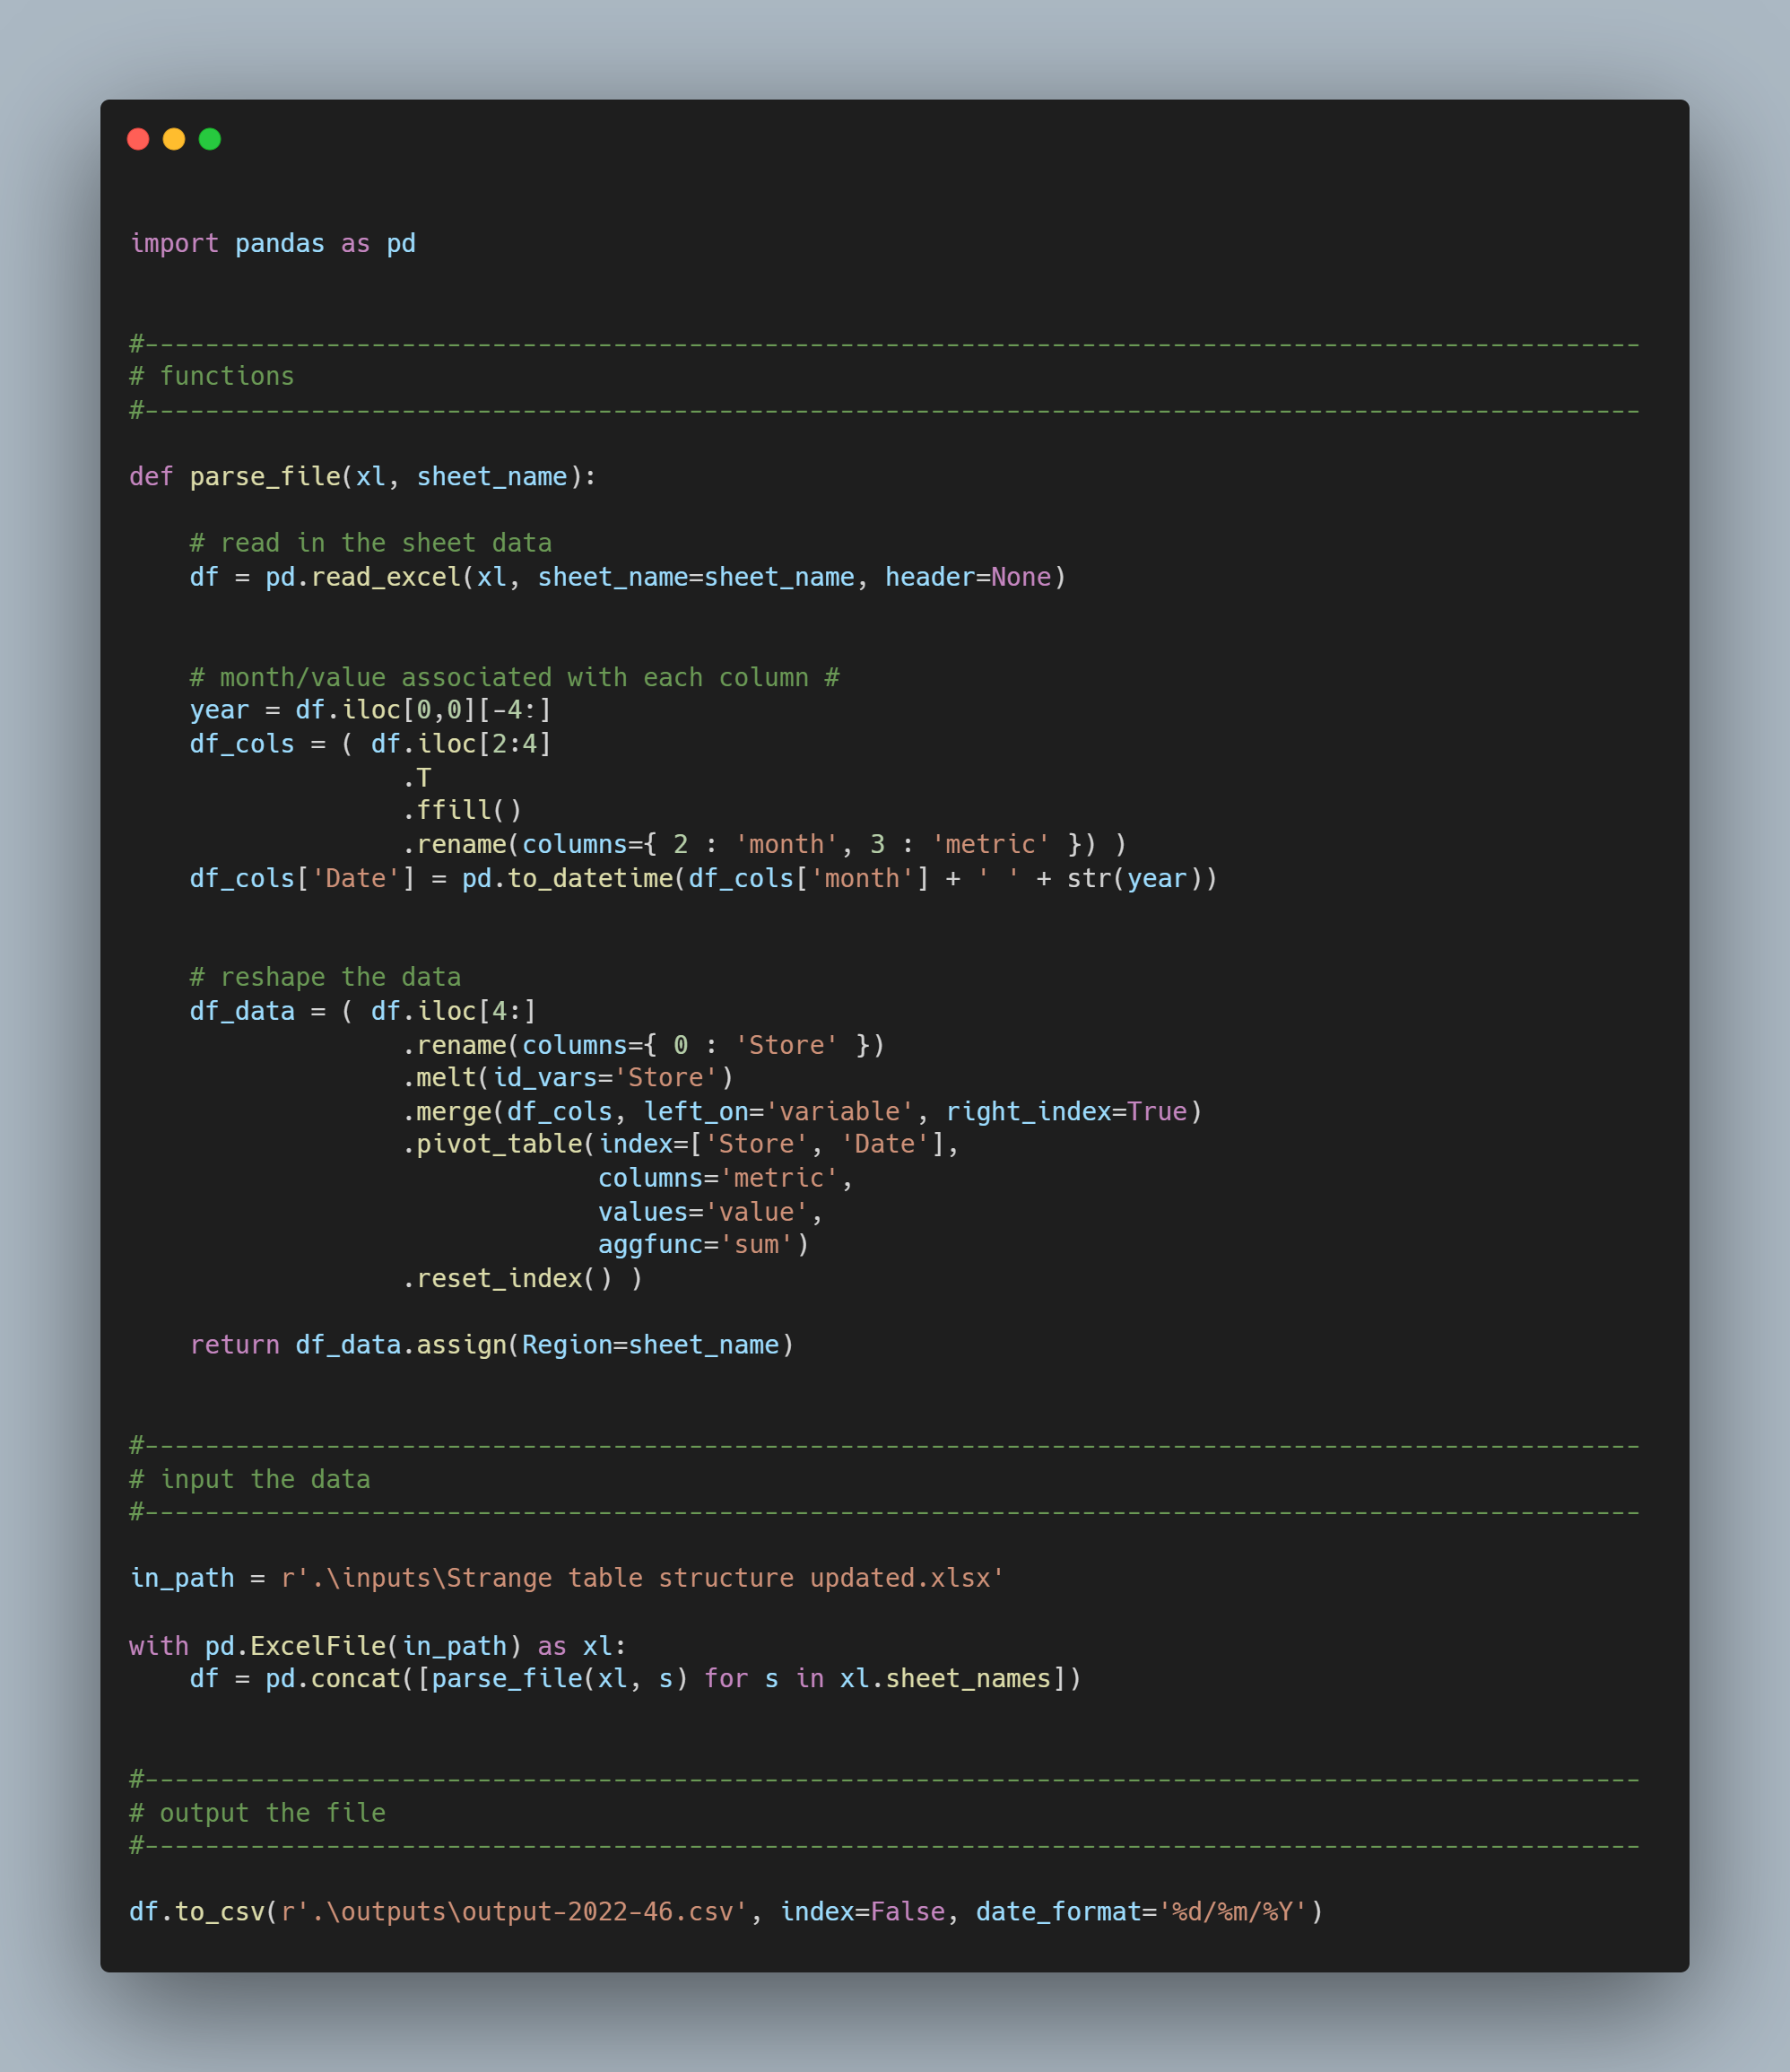 import pandas as pd
#---------------------------------------------------------------------------------------------------
# functions
#---------------------------------------------------------------------------------------------------
def parse_file(xl, sheet_name):
    # read in the sheet data
    df = pd.read_excel(xl, sheet_name=sheet_name, header=None)
    # month/value associated with each column #
    year = df.iloc[0,0][-4:]
    df_cols = ( df.iloc[2:4]
                  .T
                  .ffill()
                  .rename(columns={ 2 : 'month', 3 : 'metric' }) )
    df_cols['Date'] = pd.to_datetime(df_cols['month'] + ' ' + str(year))
    # reshape the data
    df_data = ( df.iloc[4:]
                  .rename(columns={ 0 : 'Store' })
                  .melt(id_vars='Store')
                  .merge(df_cols, left_on='variable', right_index=True)
                  .pivot_table(index=['Store', 'Date'],
                               columns='metric',
                               values='value',
                               aggfunc='sum')
                  .reset_index() )
    return df_data.assign(Region=sheet_name)
#---------------------------------------------------------------------------------------------------
# input the data
#---------------------------------------------------------------------------------------------------
in_path = r'.\inputs\Strange table structure updated.xlsx'
with pd.ExcelFile(in_path) as xl:
    df = pd.concat([parse_file(xl, s) for s in xl.sheet_names])
#---------------------------------------------------------------------------------------------------
# output the file
#---------------------------------------------------------------------------------------------------
df.to_csv(r'.\outputs\output-2022-46.csv', index=False, date_format='%d/%m/%Y')